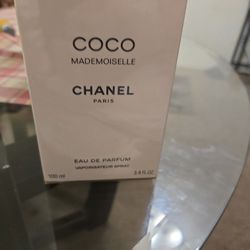 COCO
MADEMOISELLE
CHANEL
PARIS
EAU DE PARFUM
VAPORISATEUR SPRAY
100 ml
3.4 FL.OZ